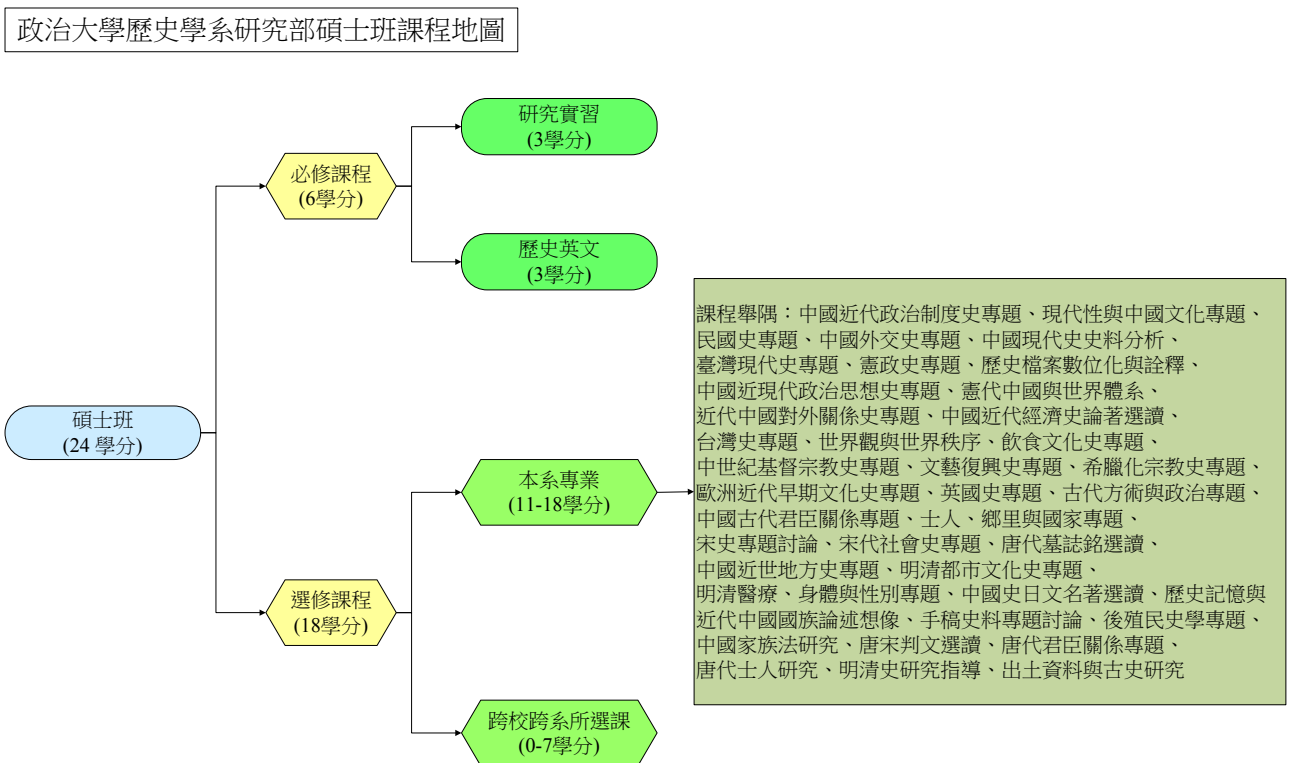 政治大學歷史學系研究部碩士班課程地圖
研究實習
(3學分)
必修課程
(6學分)
歷史英文
(3學分)
課程舉隅：中國近代政治制度史專題、現代性與中國文化專題、
民國史專題、中國外交史專題、中國現代史史料分析、
臺灣現代史專題、憲政史專題、歷史檔案數位化與詮釋、
中國近現代政治思想史專題、憲代中國與世界體系、
近代中國對外關係史專題、中國近代經濟史論著選讀、
台灣史專題、世界觀與世界秩序、飲食文化史專題、
中世紀基督宗教史專題、文藝復興史專題、希臘化宗教史專題、
歐洲近代早期文化史專題、英國史專題、古代方術與政治專題、
中國古代君臣關係專題、士人、鄉里與國家專題、
宋史專題討論、宋代社會史專題、唐代墓誌銘選讀、
中國近世地方史專題、明清都市文化史專題、
明清醫療、身體與性別專題、中國史日文名著選讀、歷史記憶與
近代中國國族論述想像、手稿史料專題討論、後殖民史學專題、
中國家族法研究、唐宋判文選讀、唐代君臣關係專題、
唐代士人研究、明清史研究指導、出土資料與古史研究
碩士班
(24 學分)
本系專業
(11-18學分)
選修課程
(18學分)
跨校跨系所選課
(0-7學分)